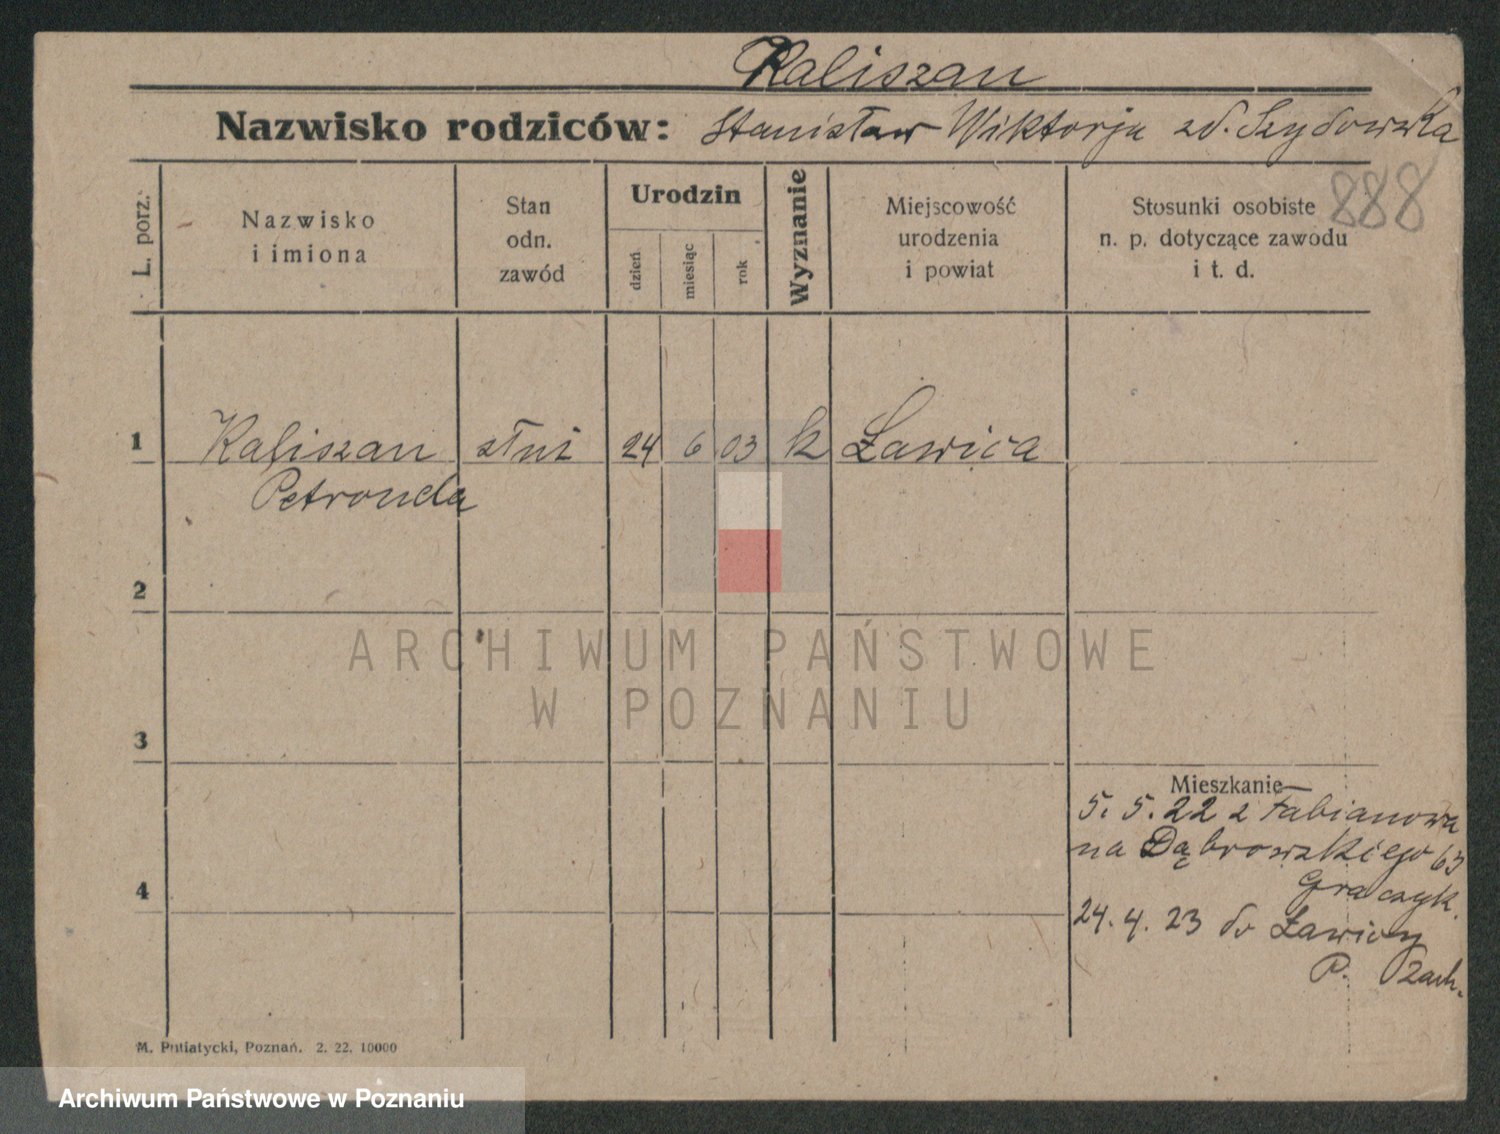 Kaliszan
Nazwisko rodziców: Stanisław Wiktorja zd. Szydowska
888
L. porz.
Nazwisko i imiona
Stan odn. zawód
Urodzin
dzień
miesiąc
rok
Wyznanie
Miejscowość urodzenia i powiat
Stosunki osobiste n. p. dotyczące zawodu i t. d.
1 Kaliszan służ 24 6 03 k Ławica
Petronela
2
3
4
ARCHIWUM PAŃSTWOWE
W POZNANIU
Mieszkanie
5. 5. 22 z Fabianowa
na Dąbrowskiego 63
Graczyk.
24. 4. 23 do Ławicy
P. Zach.
M. Putiatycki, Poznań. 2. 22. 10000
Archiwum Państwowe w Poznaniu